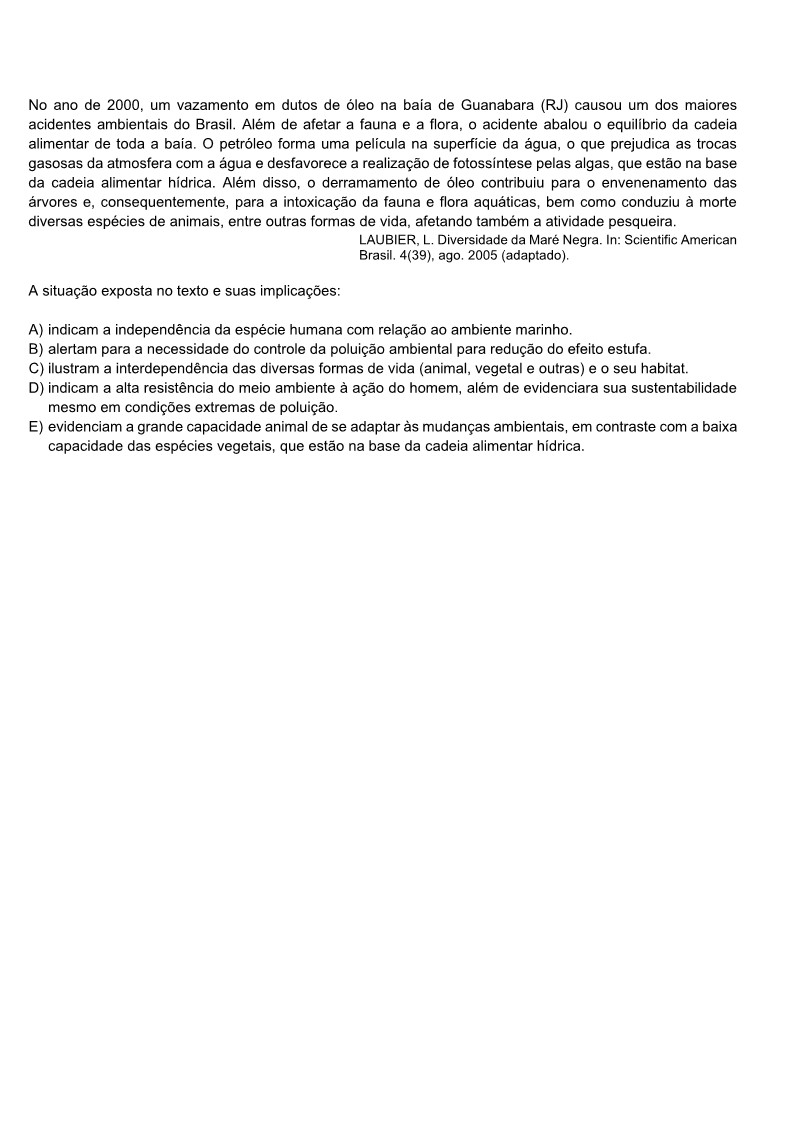 No ano de 2000, um vazamento em dutos de óleo na baía de Guanabara (RJ) causou um dos maiores
acidentes ambientais do Brasil. Além de afetar a fauna e a flora, o acidente abalou o equilíbrio da cadeia
alimentar de toda a baía. O petróleo forma uma película na superfície da água, o que prejudica as trocas
gasosas da atmosfera com a água e desfavorece a realização de fotossíntese pelas algas, que estão na base
da cadeia alimentar hídrica. Além disso, o derramamento de óleo contribuiu para o envenenamento das
árvores e, consequentemente, para a intoxicação da fauna e flora aquáticas, bem como conduziu à morte
diversas espécies de animais, entre outras formas de vida, afetando também a atividade pesqueira.
LAUBIER, L. Diversidade da Maré Negra. In: Scientific American
Brasil. 4(39), ago. 2005 (adaptado).
A situação exposta no texto e suas implicações:
A) indicam a independência da espécie humana com relação ao ambiente marinho.
B) alertam para a necessidade do controle da poluição ambiental para redução do efeito estufa.
C) ilustram a interdependência das diversas formas de vida (animal, vegetal e outras) e o seu habitat.
D) indicam a alta resistência do meio ambiente à ação do homem, além de evidenciara sua sustentabilidade
mesmo em condições extremas de poluição.
E) evidenciam a grande capacidade animal de se adaptar às mudanças ambientais, em contraste com a baixa
capacidade das espécies vegetais, que estão na base da cadeia alimentar hídrica.